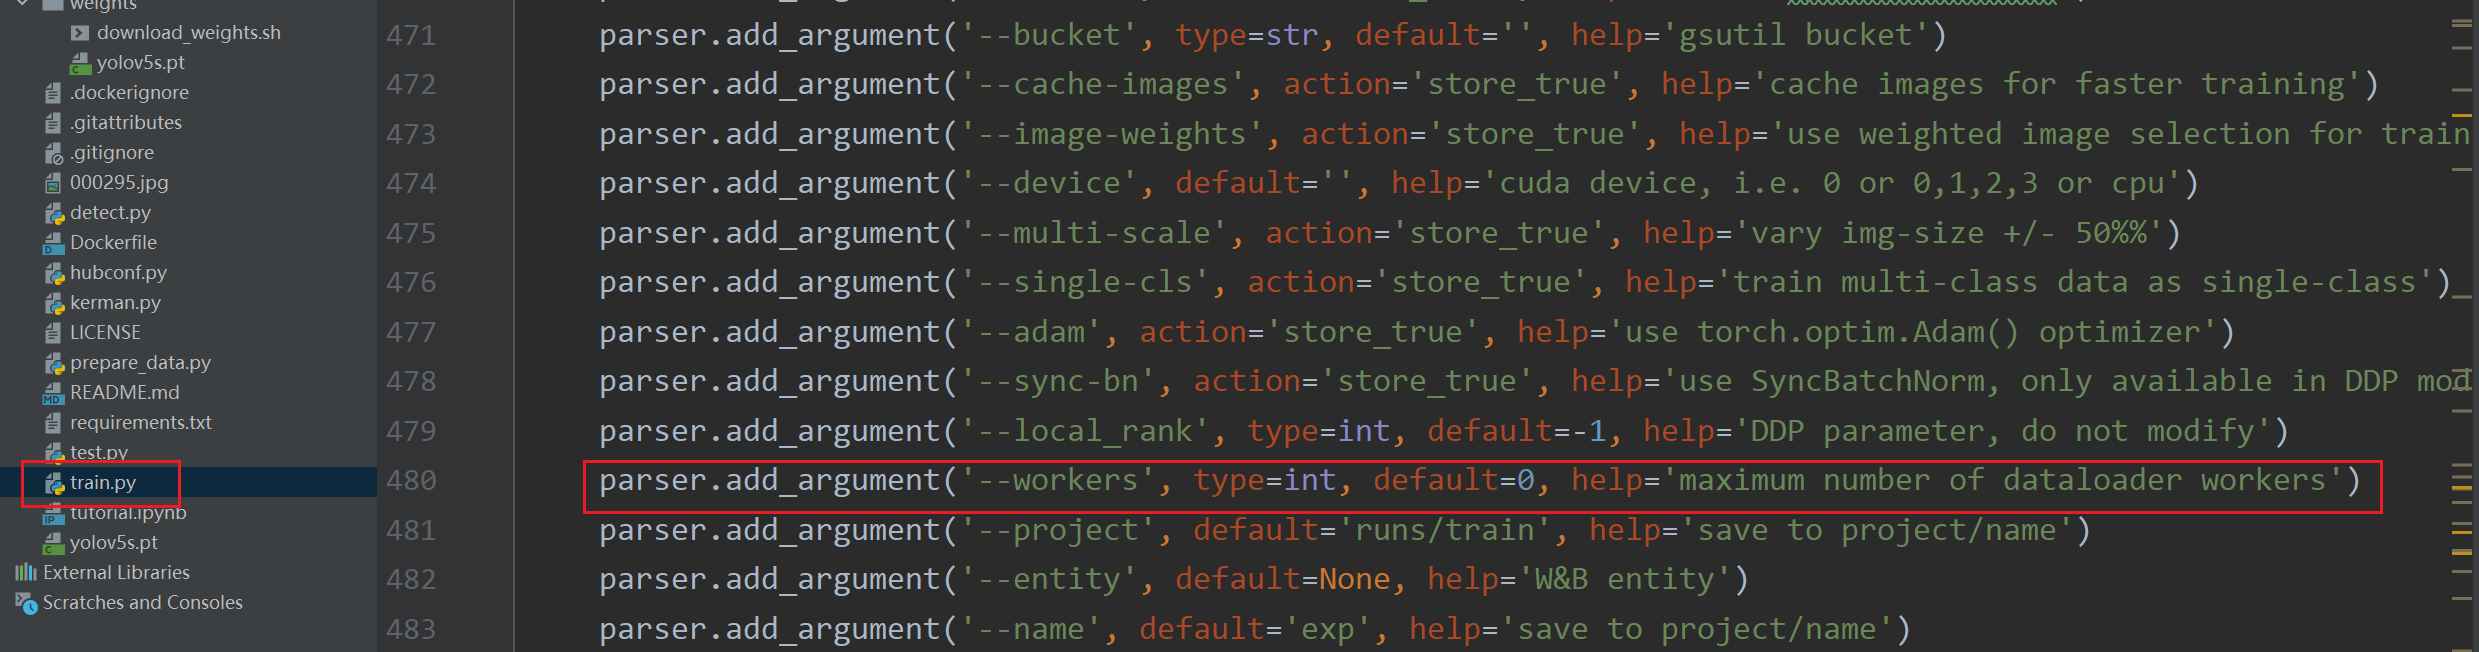 weights
download_weights.sh
yolov5s.pt
.dockerignore
.gitattributes
.gitignore
000295.jpg
detect.py
Dockerfile
hubconf.py
kerman.py
LICENSE
prepare_data.py
README.md
requirements.txt
test.py
train.py
tutorial.ipynb
yolov5s.pt
External Libraries
Scratches and Consoles
471 parser.add_argument('--bucket', type=str, default='', help='gsutil bucket')
472 parser.add_argument('--cache-images', action='store_true', help='cache images for faster training')
473 parser.add_argument('--image-weights', action='store_true', help='use weighted image selection for train
474 parser.add_argument('--device', default='', help='cuda device, i.e. 0 or 0,1,2,3 or cpu')
475 parser.add_argument('--multi-scale', action='store_true', help='vary img-size +/- 50%%')
476 parser.add_argument('--single-cls', action='store_true', help='train multi-class data as single-class')
477 parser.add_argument('--adam', action='store_true', help='use torch.optim.Adam() optimizer')
478 parser.add_argument('--sync-bn', action='store_true', help='use SyncBatchNorm, only available in DDP mod
479 parser.add_argument('--local_rank', type=int, default=-1, help='DDP parameter, do not modify')
480 parser.add_argument('--workers', type=int, default=0, help='maximum number of dataloader workers')
481 parser.add_argument('--project', default='runs/train', help='save to project/name')
482 parser.add_argument('--entity', default=None, help='W&B entity')
483 parser.add_argument('--name', default='exp', help='save to project/name')